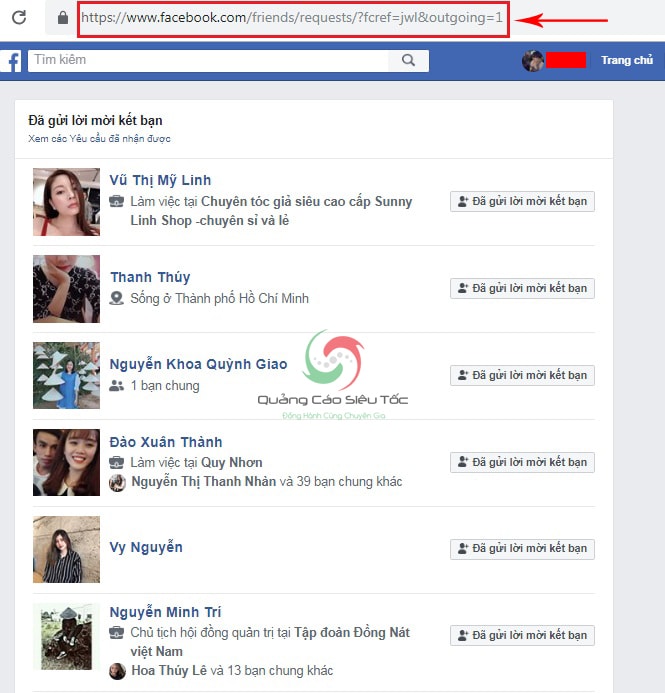 https://www.facebook.com/friends/requests/?fcref=jwl&outgoing=1
f
Tìm kiếm
Trang chủ
Đã gửi lời mời kết bạn
Xem các Yêu cầu đã nhận được
Vũ Thị Mỹ Linh
Làm việc tại Chuyên tóc giả siêu cao cấp Sunny
Linh Shop -chuyên sỉ và lẻ
Đã gửi lời mời kết bạn
Thanh Thúy
Sống ở Thành phố Hồ Chí Minh
Đã gửi lời mời kết bạn
Nguyễn Khoa Quỳnh Giao
1 bạn chung
Đã gửi lời mời kết bạn
Quảng Cáo Siêu Tốc
Đồng Hành Cùng Chuyên Gia
Đào Xuân Thành
Làm việc tại Quy Nhơn
Nguyễn Thị Thanh Nhản và 39 bạn chung khác
Đã gửi lời mời kết bạn
Vy Nguyễn
Đã gửi lời mời kết bạn
Nguyễn Minh Trí
Chủ tịch hội đồng quản trị tại Tập đoàn Đồng Nát
việt Nam
Hoa Thúy Lê và 13 bạn chung khác
Đã gửi lời mời kết bạn